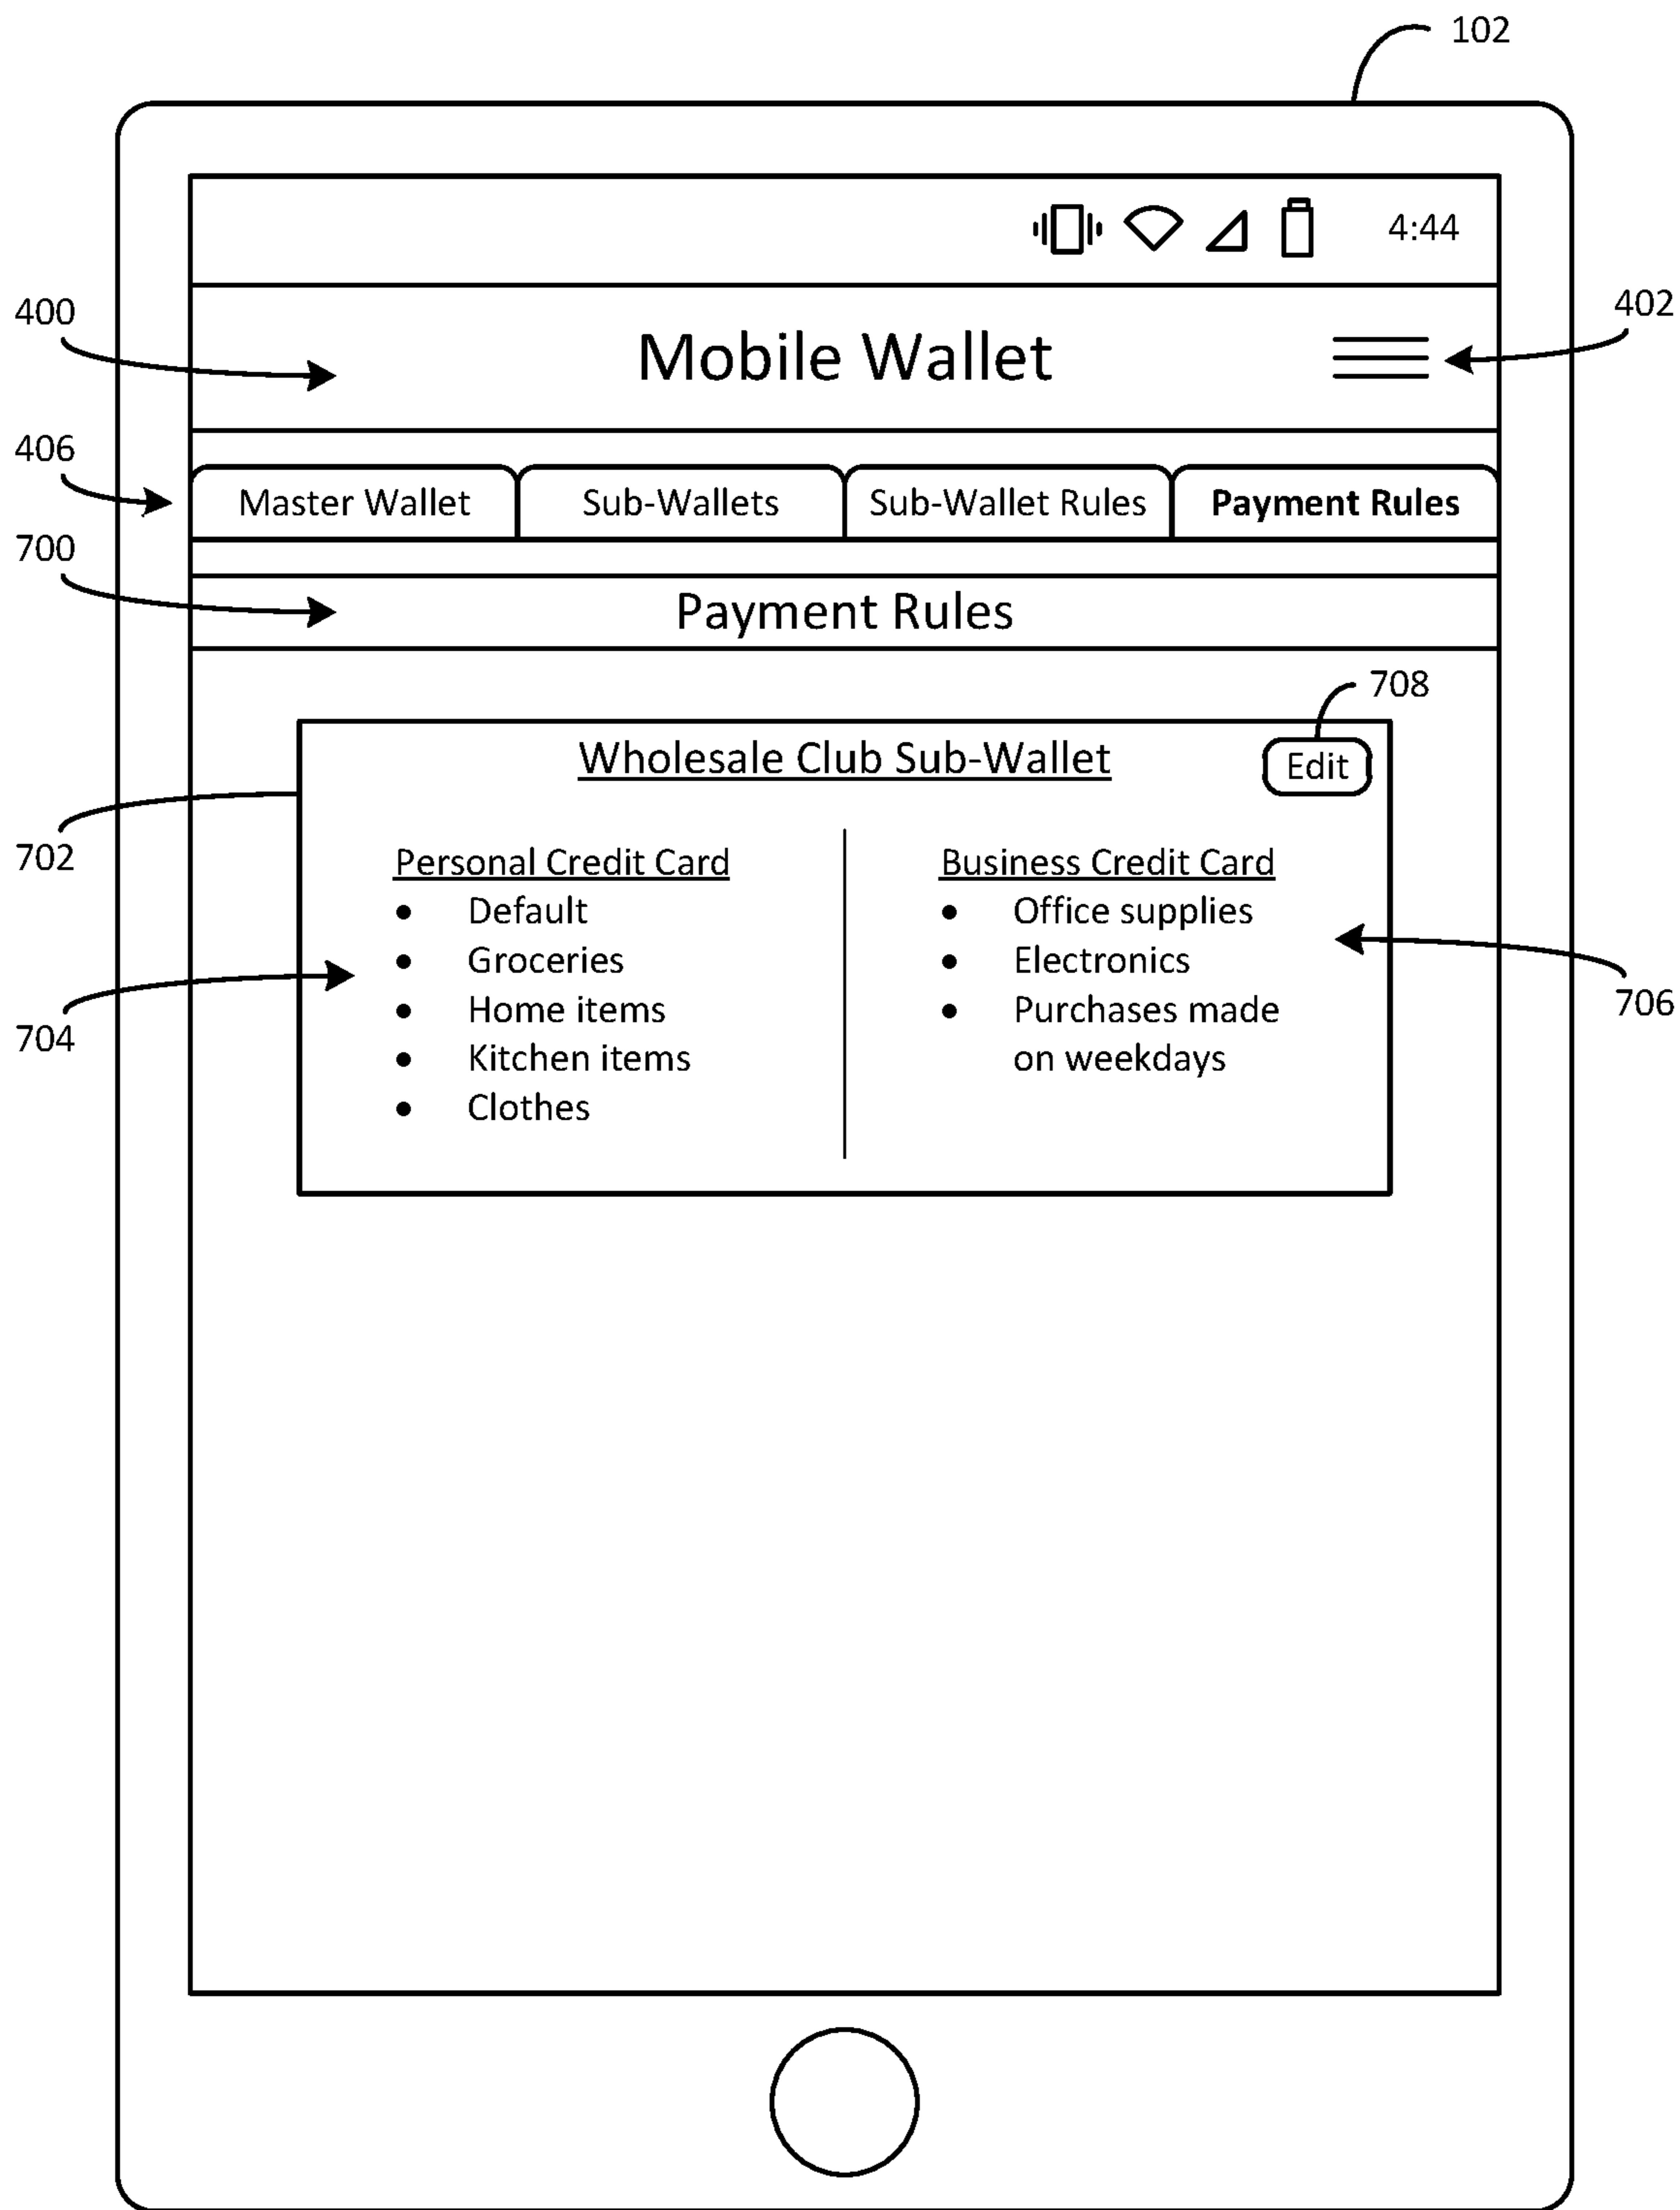 102
4:44
400
Mobile Wallet
402
406
Master Wallet
Sub-Wallets
Sub-Wallet Rules
Payment Rules
700
Payment Rules
708
Wholesale Club Sub-Wallet
Edit
702
Personal Credit Card
• Default
• Groceries
• Home items
• Kitchen items
• Clothes
704
Business Credit Card
• Office supplies
• Electronics
• Purchases made
on weekdays
706